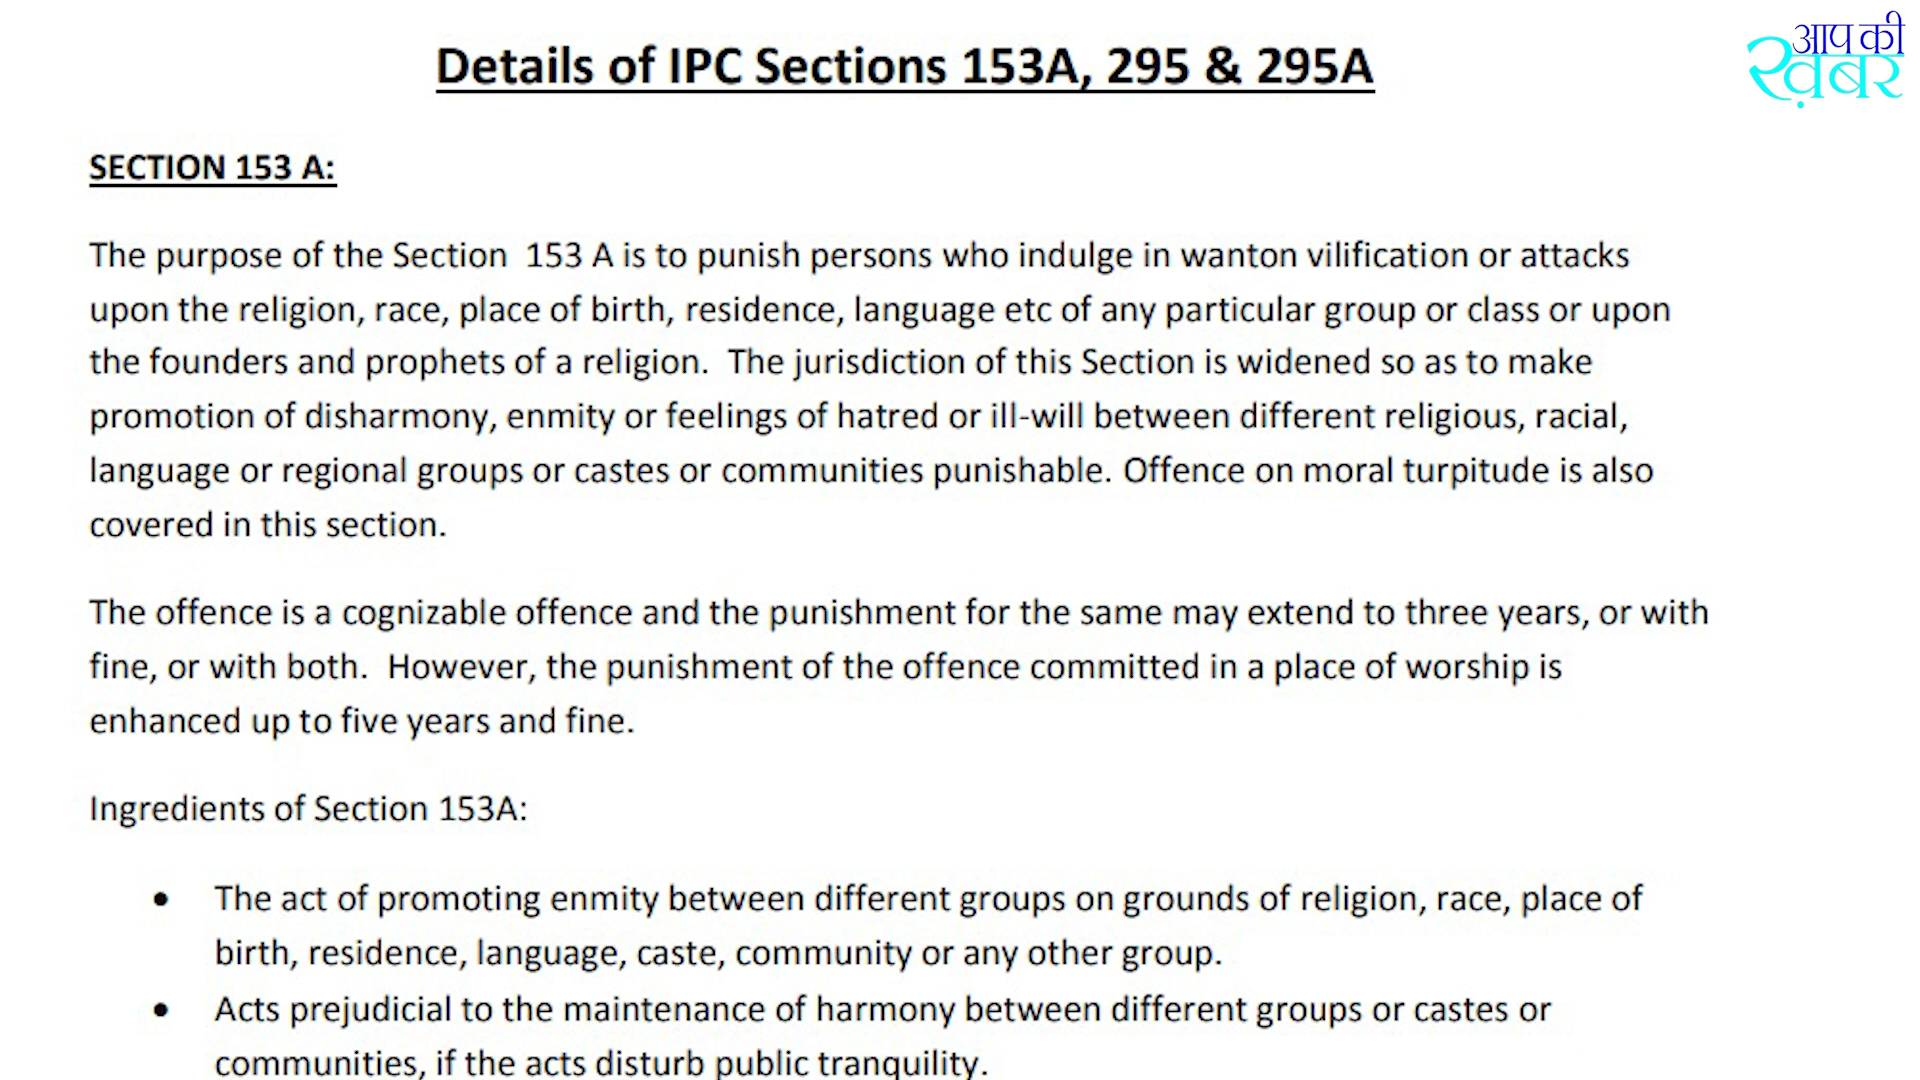 आप की
ख़बर
Details of IPC Sections 153A, 295 & 295A
SECTION 153 A:
The purpose of the Section  153 A is to punish persons who indulge in wanton vilification or attacks
upon the religion, race, place of birth, residence, language etc of any particular group or class or upon
the founders and prophets of a religion.  The jurisdiction of this Section is widened so as to make
promotion of disharmony, enmity or feelings of hatred or ill-will between different religious, racial,
language or regional groups or castes or communities punishable. Offence on moral turpitude is also
covered in this section.
The offence is a cognizable offence and the punishment for the same may extend to three years, or with
fine, or with both.  However, the punishment of the offence committed in a place of worship is
enhanced up to five years and fine.
Ingredients of Section 153A:
• The act of promoting enmity between different groups on grounds of religion, race, place of
birth, residence, language, caste, community or any other group.
• Acts prejudicial to the maintenance of harmony between different groups or castes or
communities, if the acts disturb public tranquility.